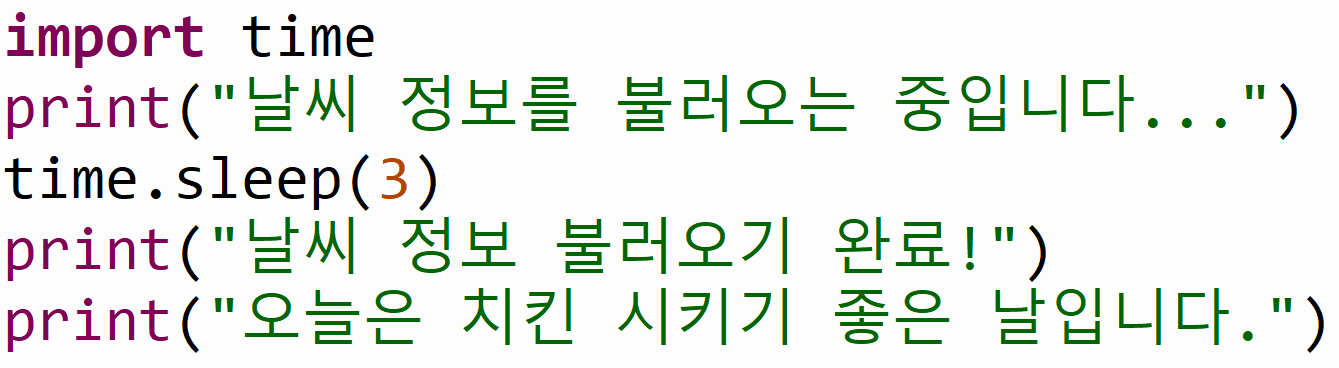 import time
print("날씨 정보를 불러오는 중입니다...")
time.sleep(3)
print("날씨 정보 불러오기 완료!")
print("오늘은 치킨 시키기 좋은 날입니다.")